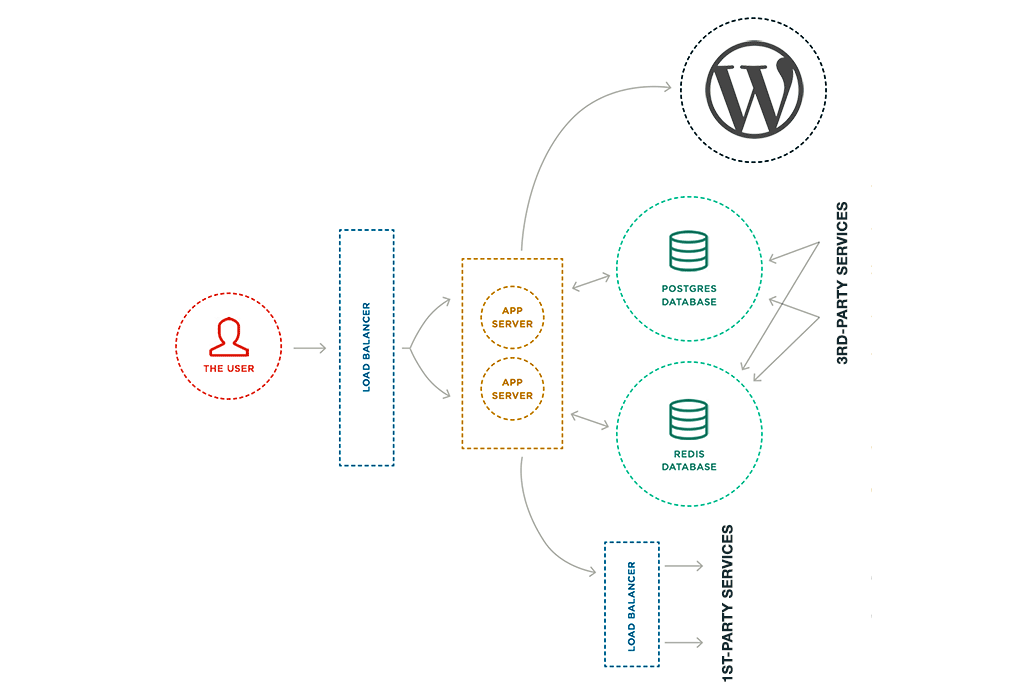 THE USER
LOAD BALANCER
APP
SERVER
APP
SERVER
POSTGRES
DATABASE
REDIS
DATABASE
3RD-PARTY SERVICES
LOAD BALANCER
1ST-PARTY SERVICES